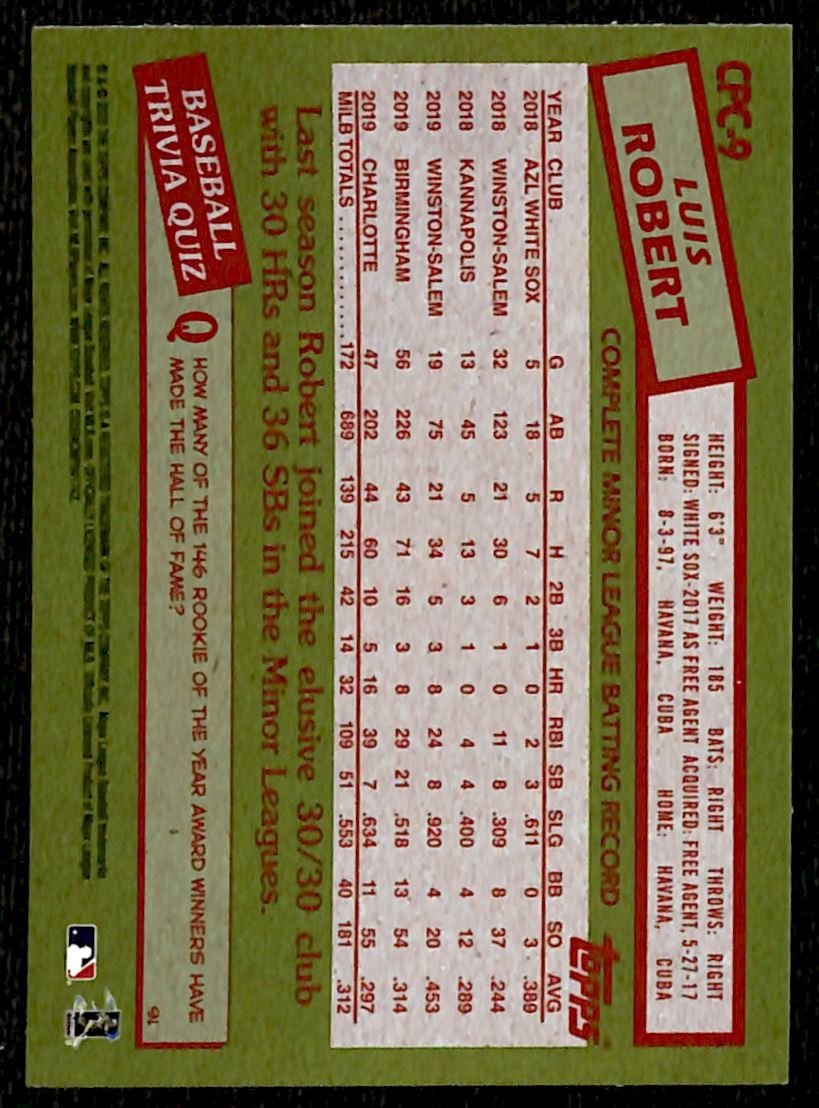 CPC-9
LUIS
ROBERT
HEIGHT: 6'3" WEIGHT: 185 BATS: RIGHT THROWS: RIGHT
SIGNED: WHITE SOX-2017 AS FREE AGENT ACQUIRED: FREE AGENT, 5-27-17
BORN: 8-3-97, HAVANA, CUBA HOME: HAVANA, CUBA
COMPLETE MINOR LEAGUE BATTING RECORD
topps
YEAR CLUB G AB R H 2B 3B HR RBI SB SLG BB SO AVG
2018 AZL WHITE SOX 5 18 5 7 2 1 0 2 3 .611 0 3 .389
2018 WINSTON-SALEM 32 123 21 30 6 1 0 11 8 .309 8 37 .244
2018 KANNAPOLIS 13 45 5 13 3 1 0 4 4 .400 4 12 .289
2019 WINSTON-SALEM 19 75 21 34 5 3 8 24 8 .920 4 20 .453
2019 BIRMINGHAM 56 226 43 71 16 3 8 29 21 .518 13 54 .314
2019 CHARLOTTE 47 202 44 60 10 5 16 39 7 .634 11 55 .297
MiLB TOTALS ............172 689 139 215 42 14 32 109 51 .553 40 181 .312
Last season Robert joined the elusive 30/30 club
with 30 HRs and 36 SBs in the Minor Leagues.
BASEBALL
TRIVIA QUIZ
Q HOW MANY OF THE 146 ROOKIE OF THE YEAR AWARD WINNERS HAVE
MADE THE HALL OF FAME?
16